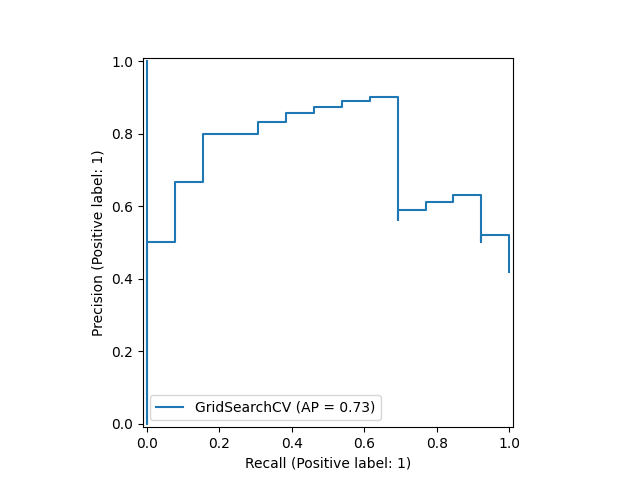 1.0
0.8
0.6
0.4
0.2
0.0
Precision (Positive label: 1)
GridSearchCV (AP = 0.73)
0.0 0.2 0.4 0.6 0.8 1.0
Recall (Positive label: 1)